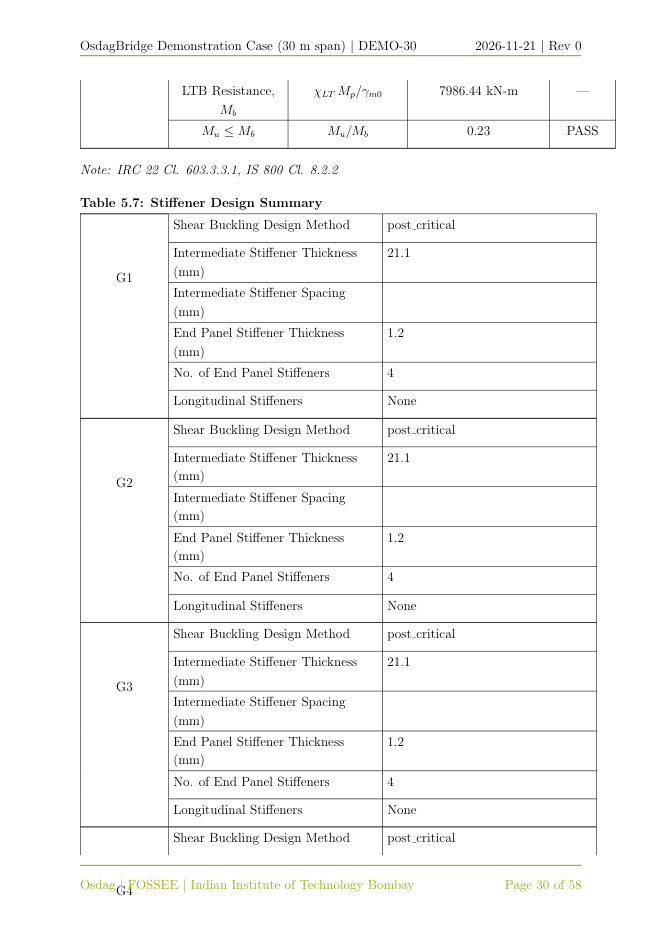 OsdagBridge Demonstration Case (30 m span) | DEMO-30 2026-11-21 | Rev 0
LTB Resistance, χLT Mp/γm0 7986.44 kN-m —
Mb
Mu ≤ Mb Mu/Mb 0.23 PASS
Note: IRC 22 Cl. 603.3.3.1, IS 800 Cl. 8.2.2
Table 5.7: Stiffener Design Summary
Shear Buckling Design Method post_critical
Intermediate Stiffener Thickness 21.1
(mm)
G1
Intermediate Stiffener Spacing
(mm)
End Panel Stiffener Thickness 1.2
(mm)
No. of End Panel Stiffeners 4
Longitudinal Stiffeners None
Shear Buckling Design Method post_critical
Intermediate Stiffener Thickness 21.1
(mm)
G2
Intermediate Stiffener Spacing
(mm)
End Panel Stiffener Thickness 1.2
(mm)
No. of End Panel Stiffeners 4
Longitudinal Stiffeners None
Shear Buckling Design Method post_critical
Intermediate Stiffener Thickness 21.1
(mm)
G3
Intermediate Stiffener Spacing
(mm)
End Panel Stiffener Thickness 1.2
(mm)
No. of End Panel Stiffeners 4
Longitudinal Stiffeners None
Shear Buckling Design Method post_critical
Osdag | FOSSEE | Indian Institute of Technology Bombay Page 30 of 58
G4